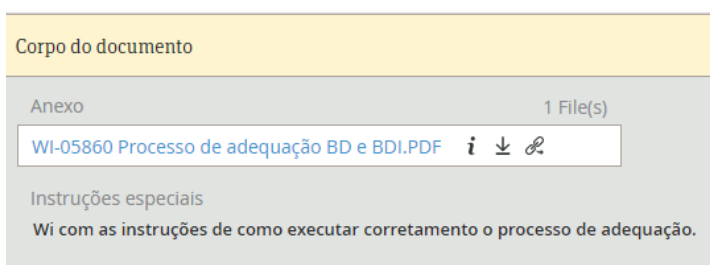 Corpo do documento
Anexo 1 File(s)
WI-05860 Processo de adequação BD e BDI.PDF
Instruções especiais
Wi com as instruções de como executar corretamento o processo de adequação.